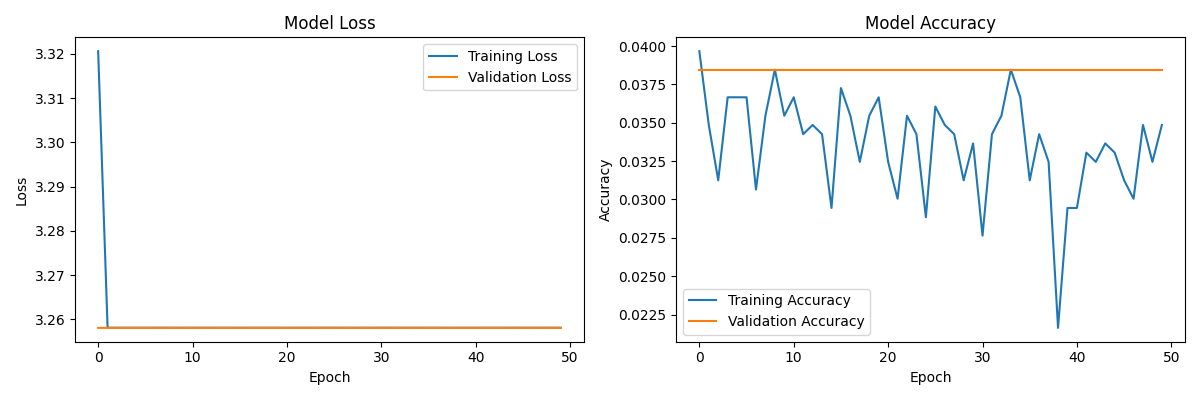 Model Loss
3.32
3.31
3.30
3.29
3.28
3.27
3.26
Loss
Training Loss
Validation Loss
0 10 20 30 40 50
Epoch
Model Accuracy
0.0400
0.0375
0.0350
0.0325
0.0300
0.0275
0.0250
0.0225
Accuracy
Training Accuracy
Validation Accuracy
0 10 20 30 40 50
Epoch